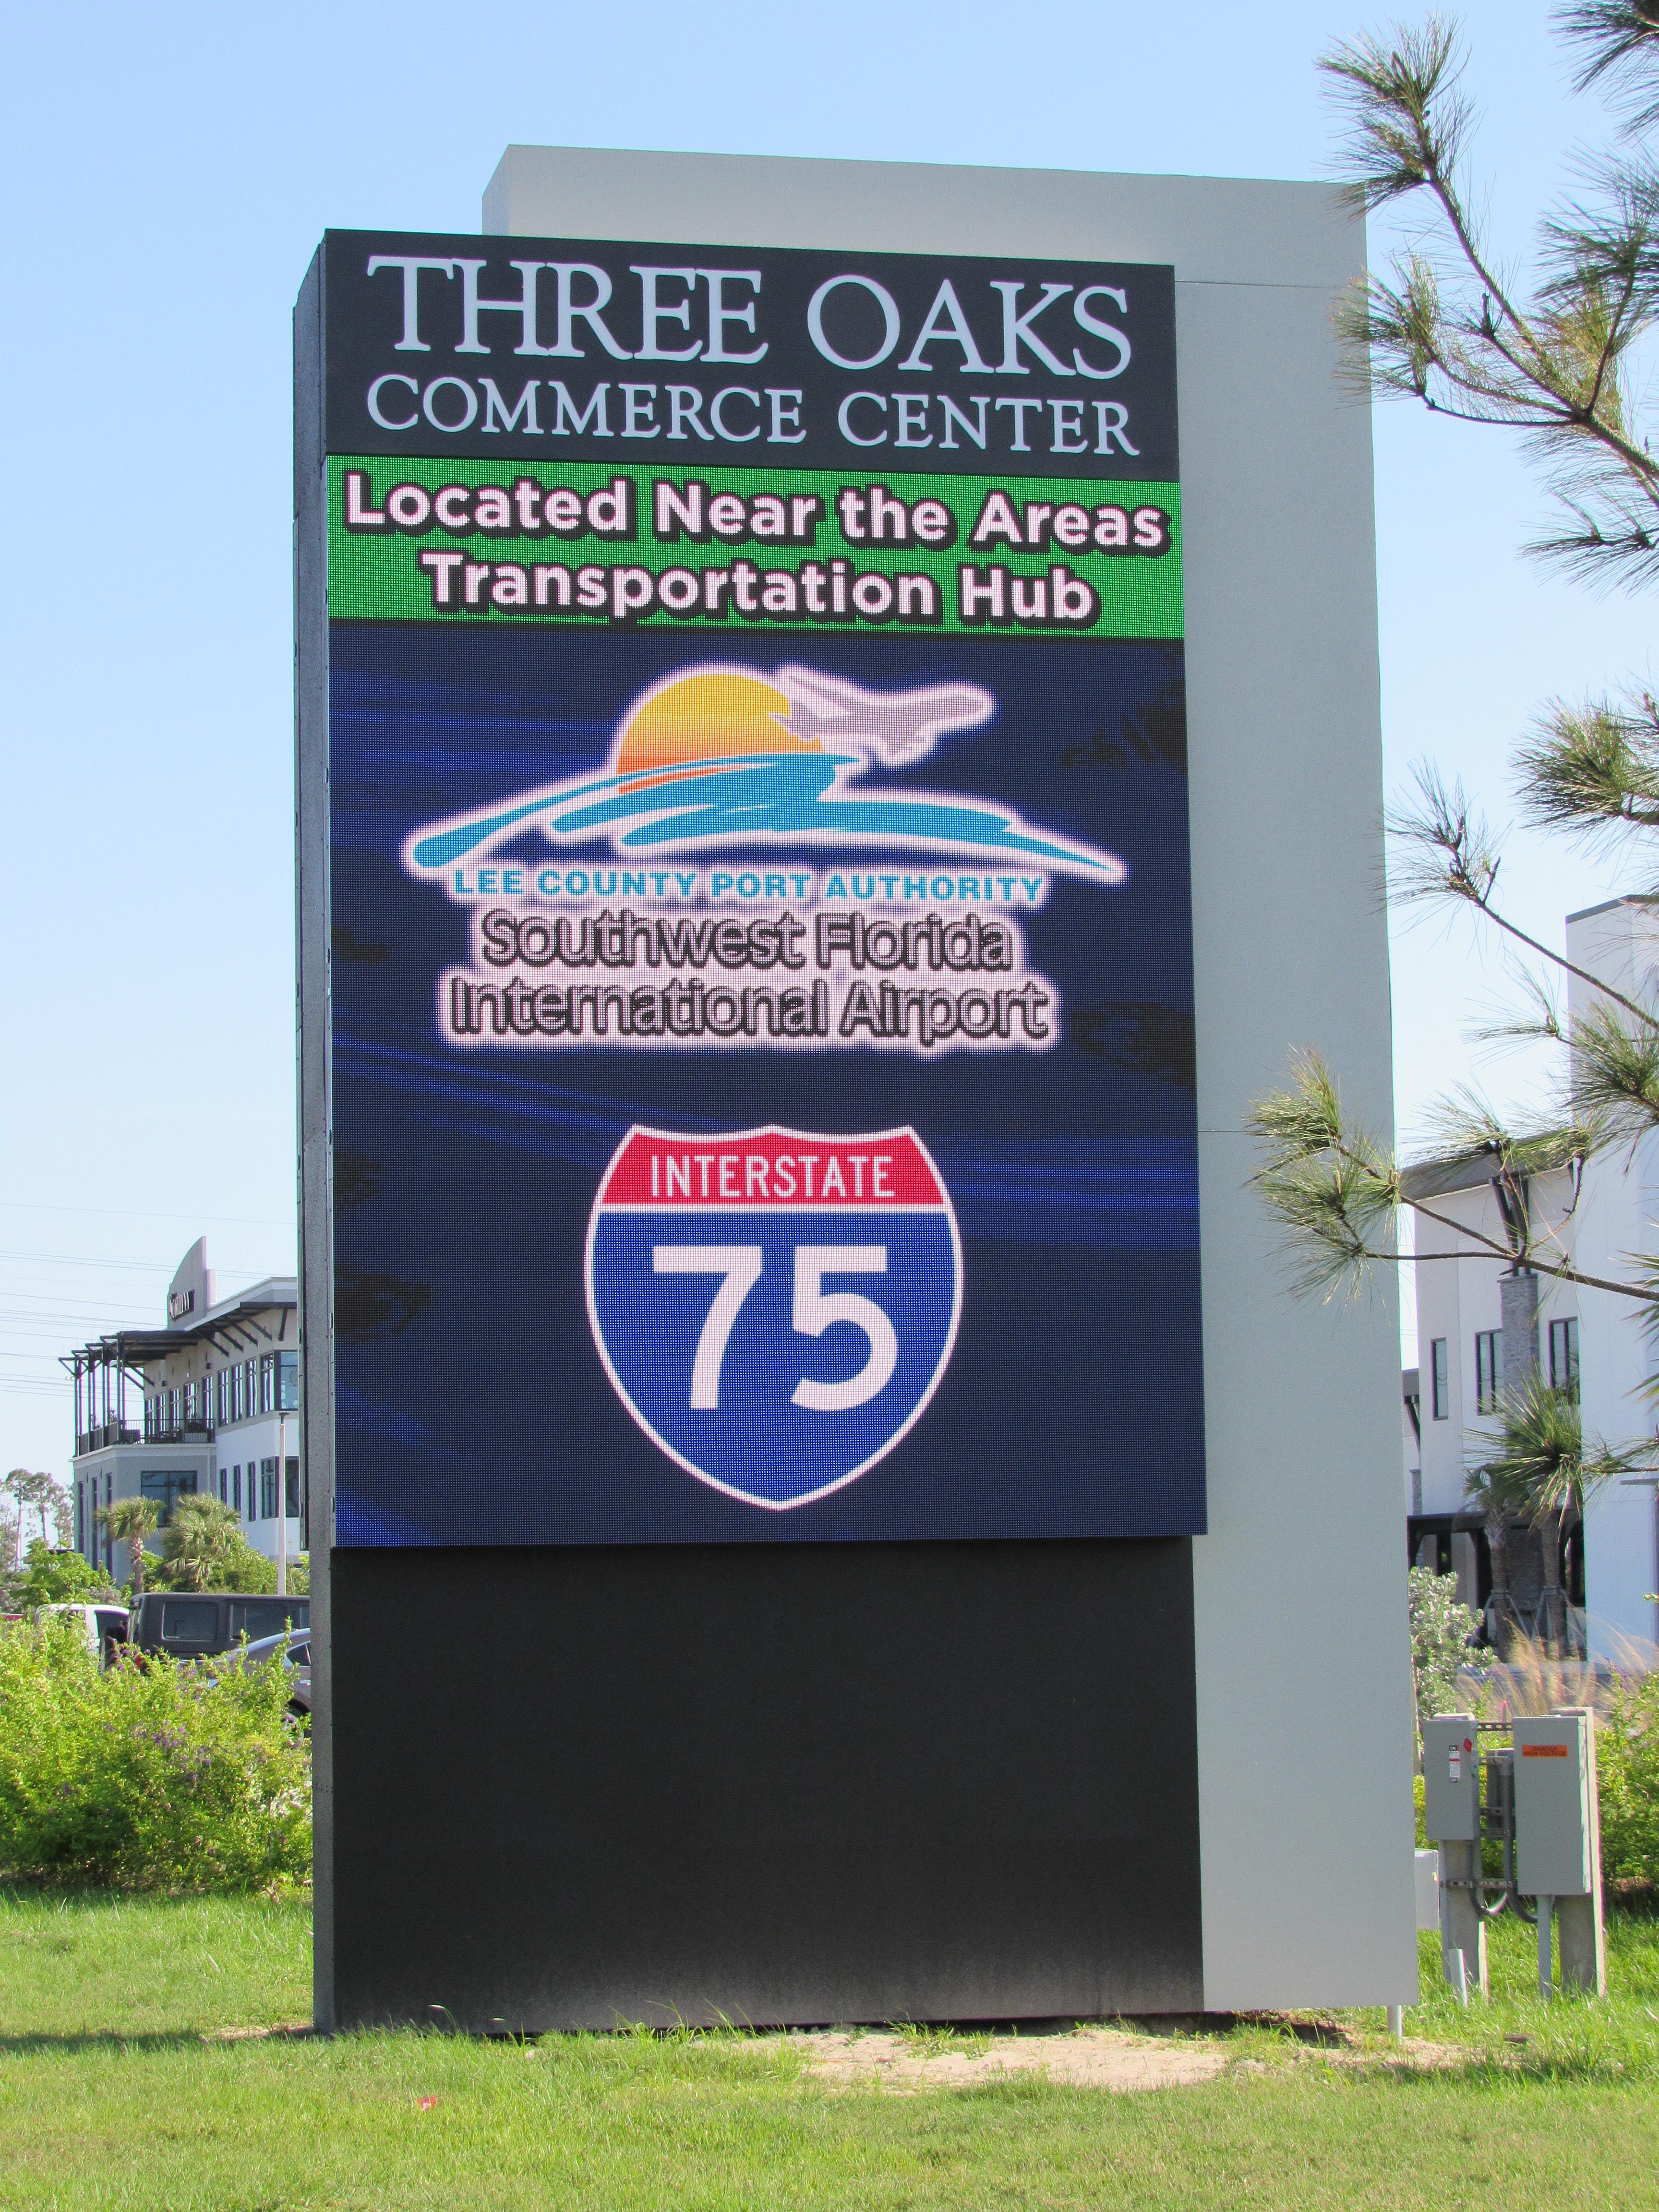 THREE OAKS
COMMERCE CENTER
Located Near the Areas
Transportation Hub
LEE COUNTY PORT AUTHORITY
Southwest Florida
International Airport
INTERSTATE
75